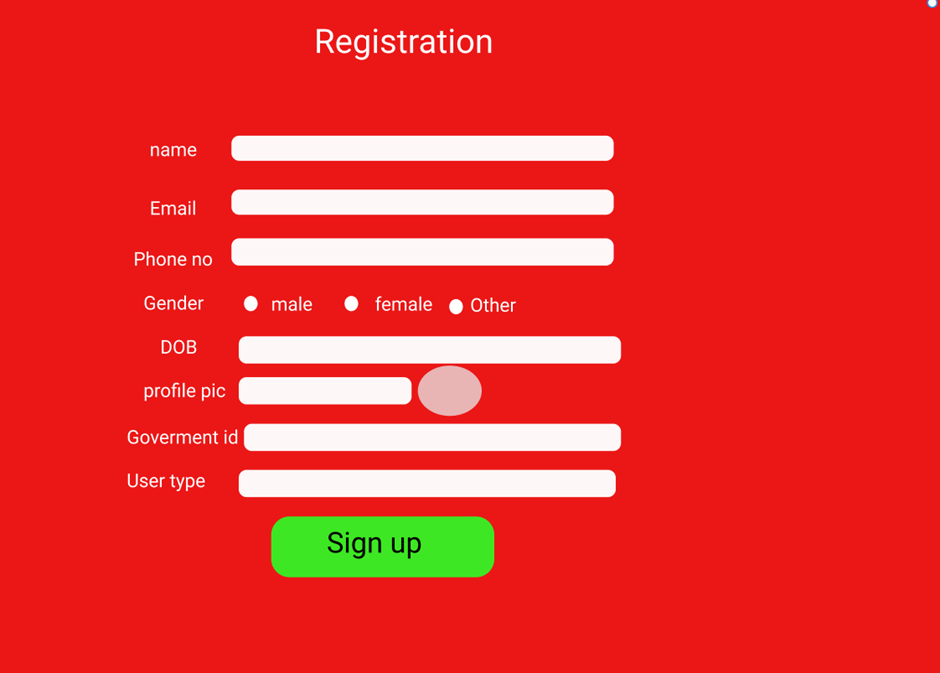 Registration
name
Email
Phone no
Gender male female Other
DOB
profile pic
Goverment id
User type
Sign up